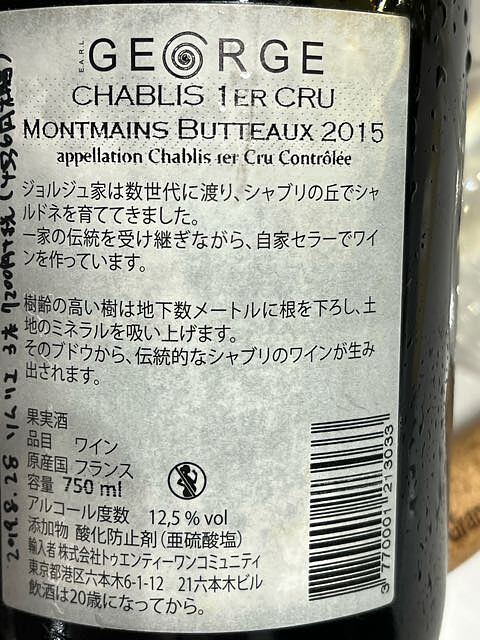 E.A.R.L
GEORGE
CHABLIS 1ER CRU
MONTMAINS BUTTEAUX 2015
appellation Chablis 1er Cru Contrôlée
ジョルジュ家は数世代に渡り、シャブリの丘でシャ
ルドネを育ててきました。
一家の伝統を受け継ぎながら、自家セラーでワイ
ンを作っています。
樹齢の高い樹は地下数メートルに根を下ろし、土
地のミネラルを吸い上げます。
そのブドウから、伝統的なシャブリのワインが生み
出されます。
果実酒
品目 ワイン
原産国 フランス
容量 750 ml
アルコール度数 12,5 % vol
添加物 酸化防止剤（亜硫酸塩）
輸入者 株式会社トゥエンティーワンコミュニティ
東京都港区六本木6-1-12 21六本木ビル
飲酒は20歳になってから。
3 770001 213033
2019.8.28